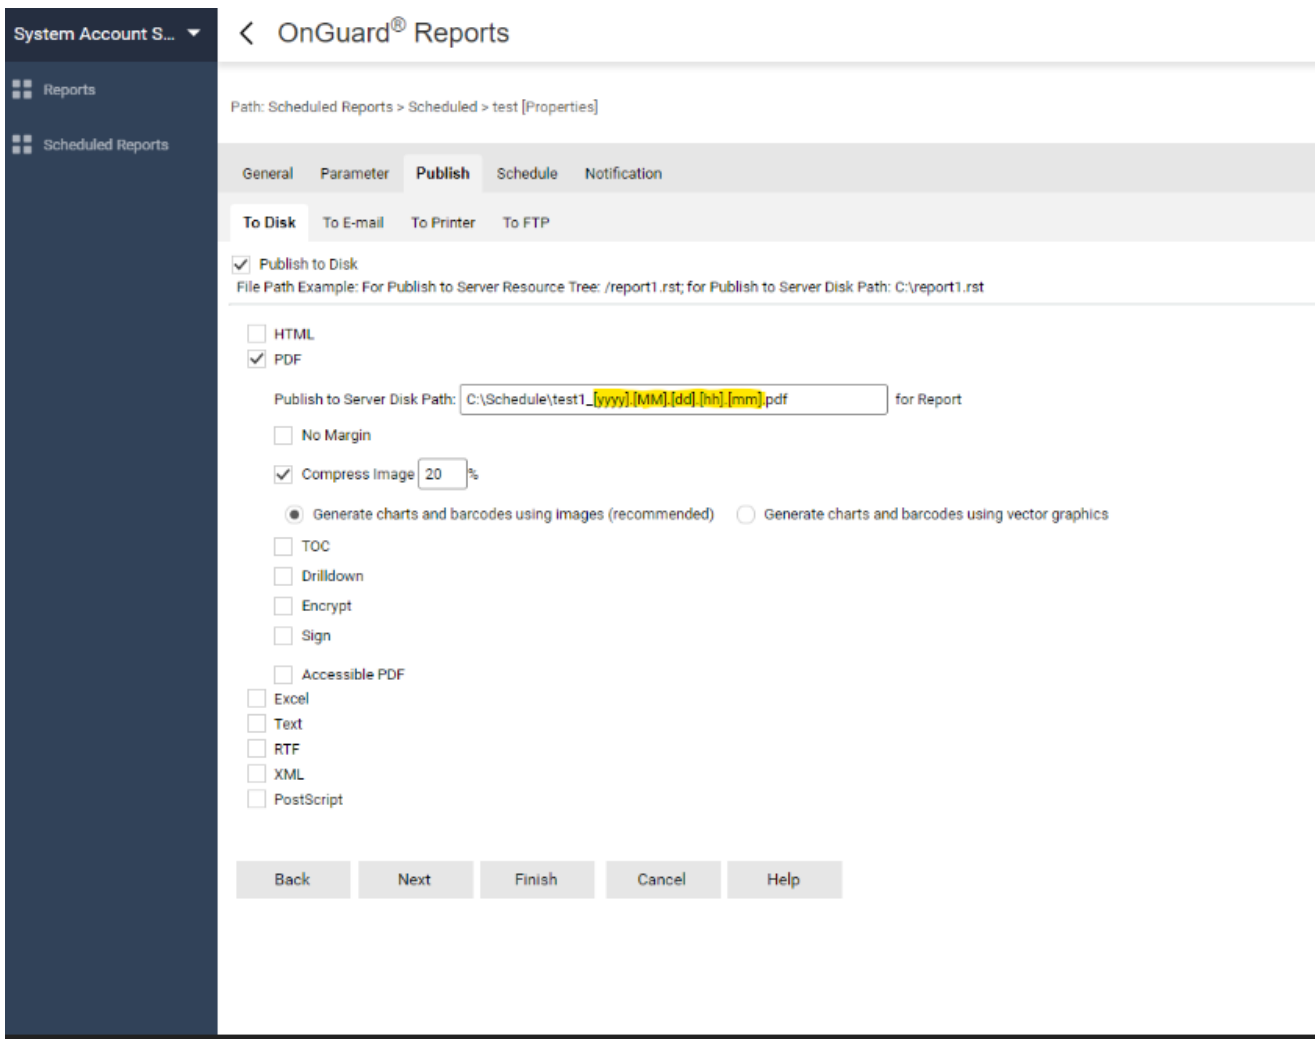 System Account S...
OnGuard® Reports
Reports
Scheduled Reports
Path: Scheduled Reports > Scheduled > test [Properties]
General Parameter Publish Schedule Notification
To Disk To E-mail To Printer To FTP
Publish to Disk
File Path Example: For Publish to Server Resource Tree: /report1.rst; for Publish to Server Disk Path: C:\report1.rst
HTML
PDF
Publish to Server Disk Path: C:\Schedule\test1_[yyyy].[MM].[dd].[hh].[mm].pdf for Report
No Margin
Compress Image 20 %
Generate charts and barcodes using images (recommended) Generate charts and barcodes using vector graphics
TOC
Drilldown
Encrypt
Sign
Accessible PDF
Excel
Text
RTF
XML
PostScript
Back Next Finish Cancel Help